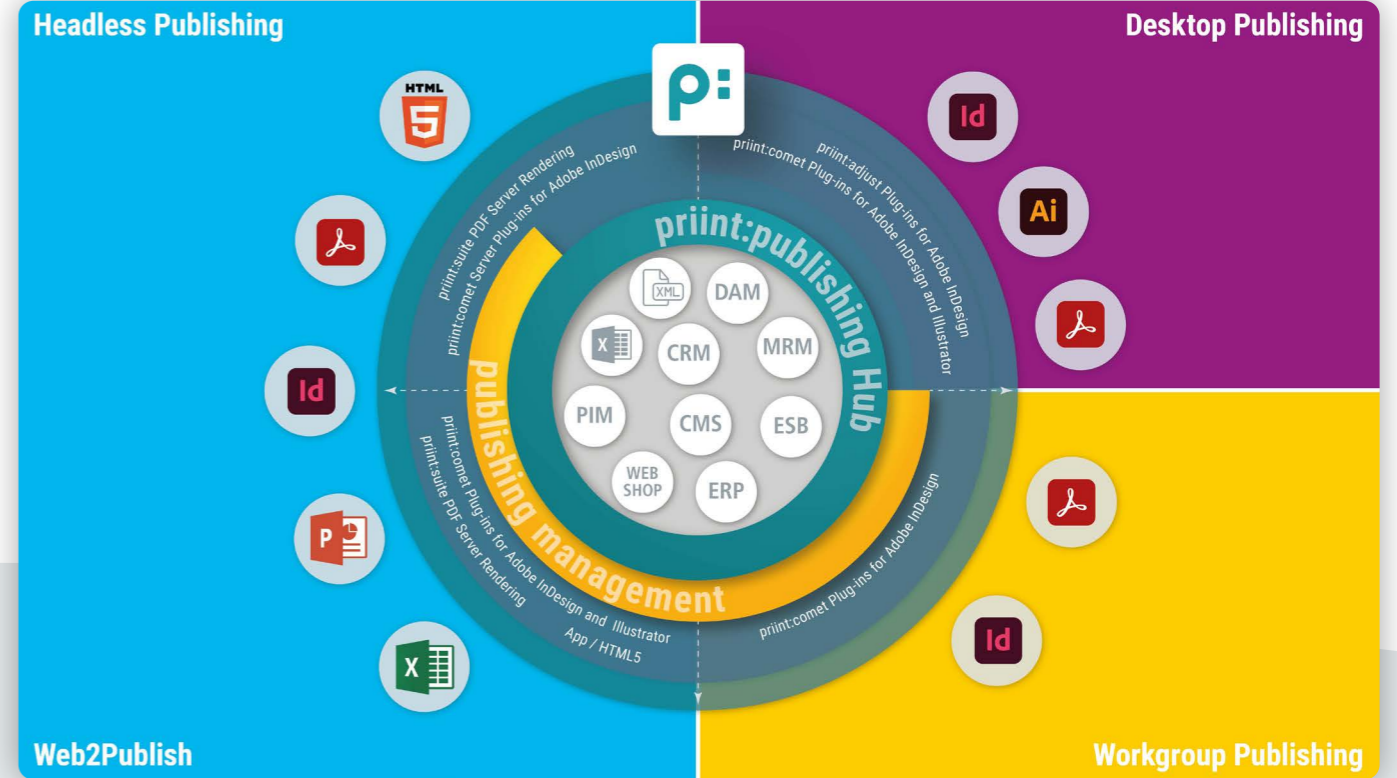 Headless Publishing
Desktop Publishing
HTML
5
p:
Id
Ai
Id
P
X
Id
priint:suite PDF Server Rendering
priint:comet Server Plug-ins for Adobe InDesign
priint:adjust Plug-ins for Adobe InDesign
priint:comet Plug-ins for Adobe InDesign and Illustrator
priint:publishing Hub
XML
DAM
X
CRM
MRM
PIM
CMS
ESB
WEB
SHOP
ERP
publishing management
priint:comet Plug-ins for Adobe InDesign and Illustrator
priint:suite PDF Server Rendering
App / HTML5
priint:comet Plug-ins for Adobe InDesign
Web2Publish
Workgroup Publishing